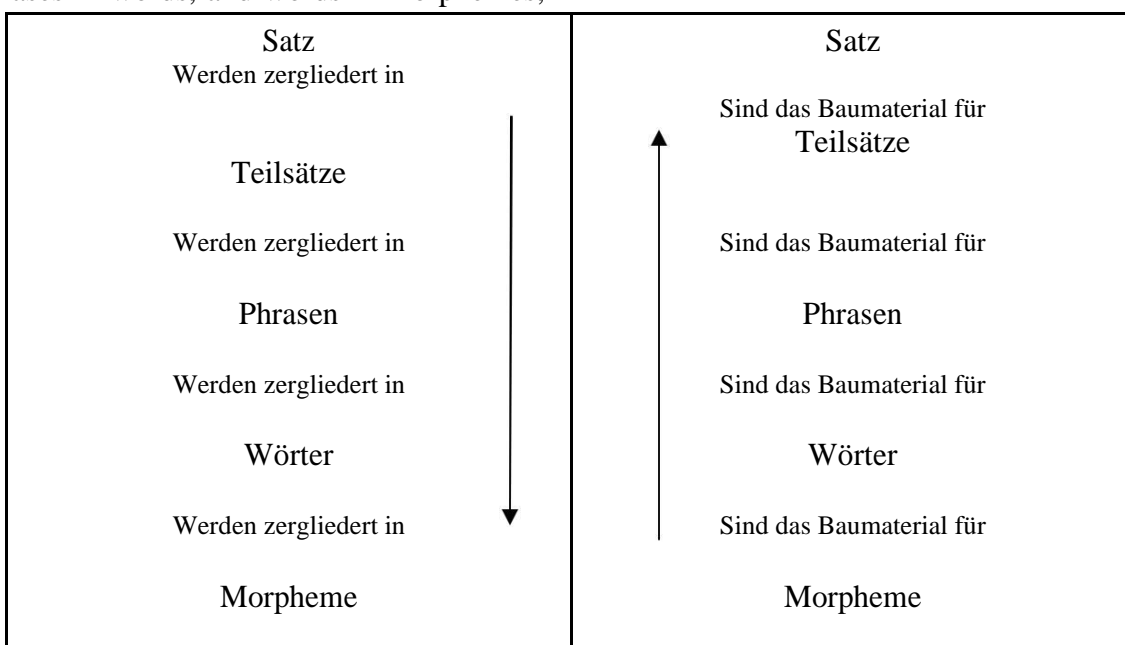 Satz
Werden zergliedert in
Teilsätze
Werden zergliedert in
Phrasen
Werden zergliedert in
Wörter
Werden zergliedert in
Morpheme
Satz
Sind das Baumaterial für
Teilsätze
Sind das Baumaterial für
Phrasen
Sind das Baumaterial für
Wörter
Sind das Baumaterial für
Morpheme